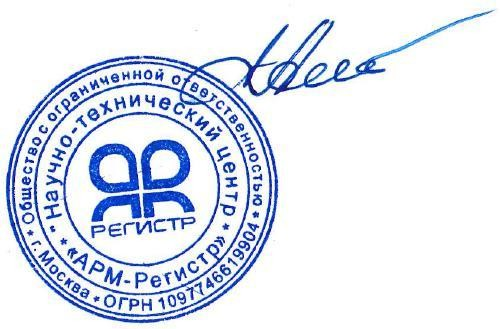 Общество с ограниченной ответственностью
* г. Москва * ОГРН 1097746619904 *
"Научно-технический центр
* «АРМ-Регистр» *
РЕГИСТР